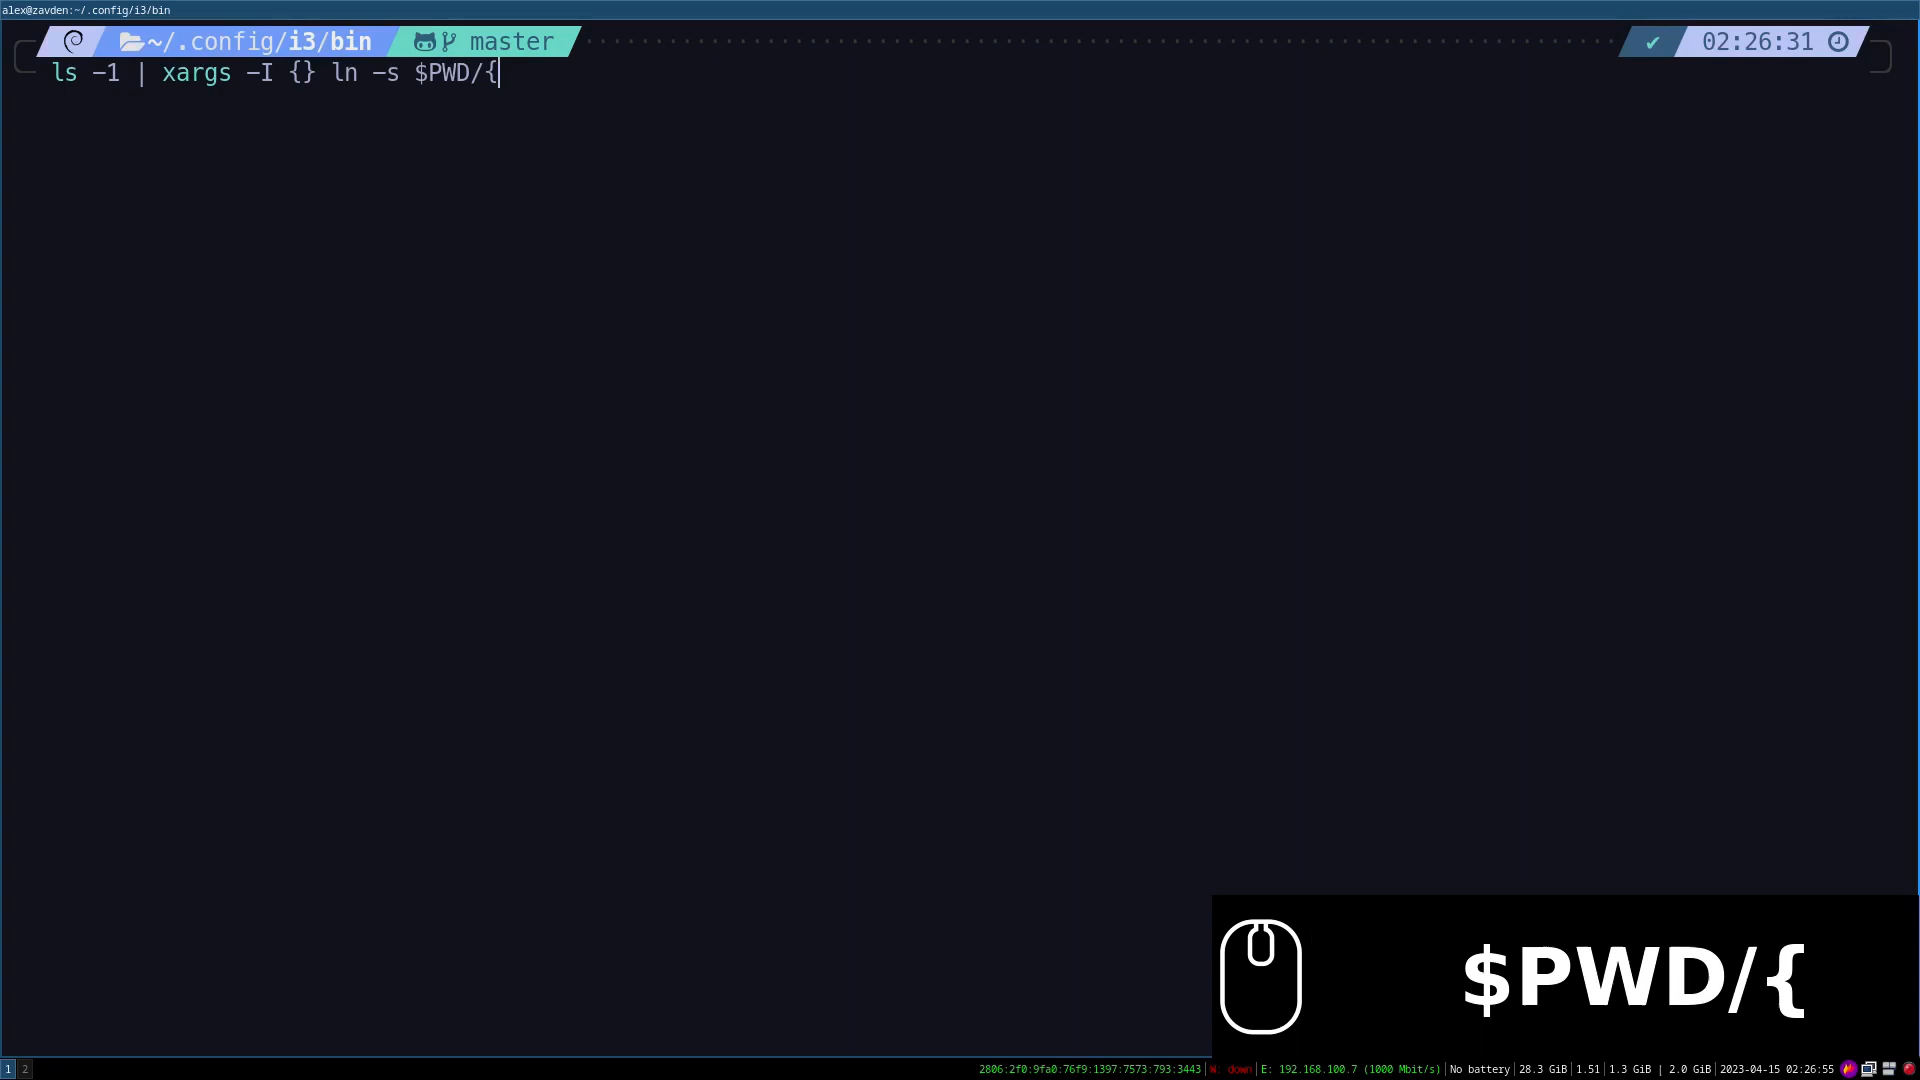 alex@zavden:~/.config/i3/bin
~/.config/i3/bin master ✔ 02:26:31
ls -1 | xargs -I {} ln -s $PWD/{
$PWD/{
1 2 2806:2f0:9fa0:76f9:1397:7573:793:3443 W: down E: 192.168.100.7 (1000 Mbit/s) No battery 28.3 GiB 1.51 1.3 GiB | 2.0 GiB 2023-04-15 02:26:55